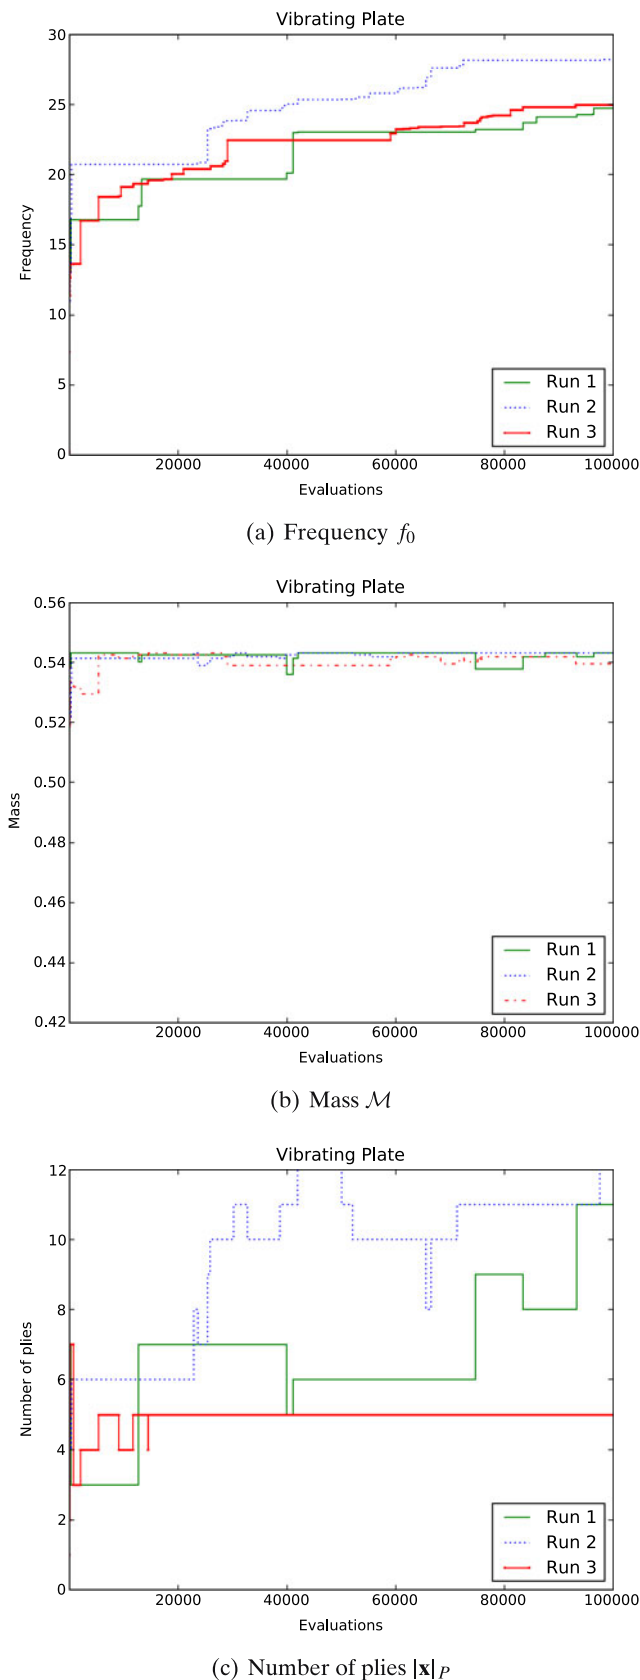 Vibrating Plate
30
25
20
15
10
5
0
Frequency
20000 40000 60000 80000 100000
Evaluations
Run 1
Run 2
Run 3
(a) Frequency f0
Vibrating Plate
0.56
0.54
0.52
0.50
0.48
0.46
0.44
0.42
Mass
20000 40000 60000 80000 100000
Evaluations
Run 1
Run 2
Run 3
(b) Mass M
Vibrating Plate
12
10
8
6
4
2
0
Number of plies
20000 40000 60000 80000 100000
Evaluations
Run 1
Run 2
Run 3
(c) Number of plies |x|P